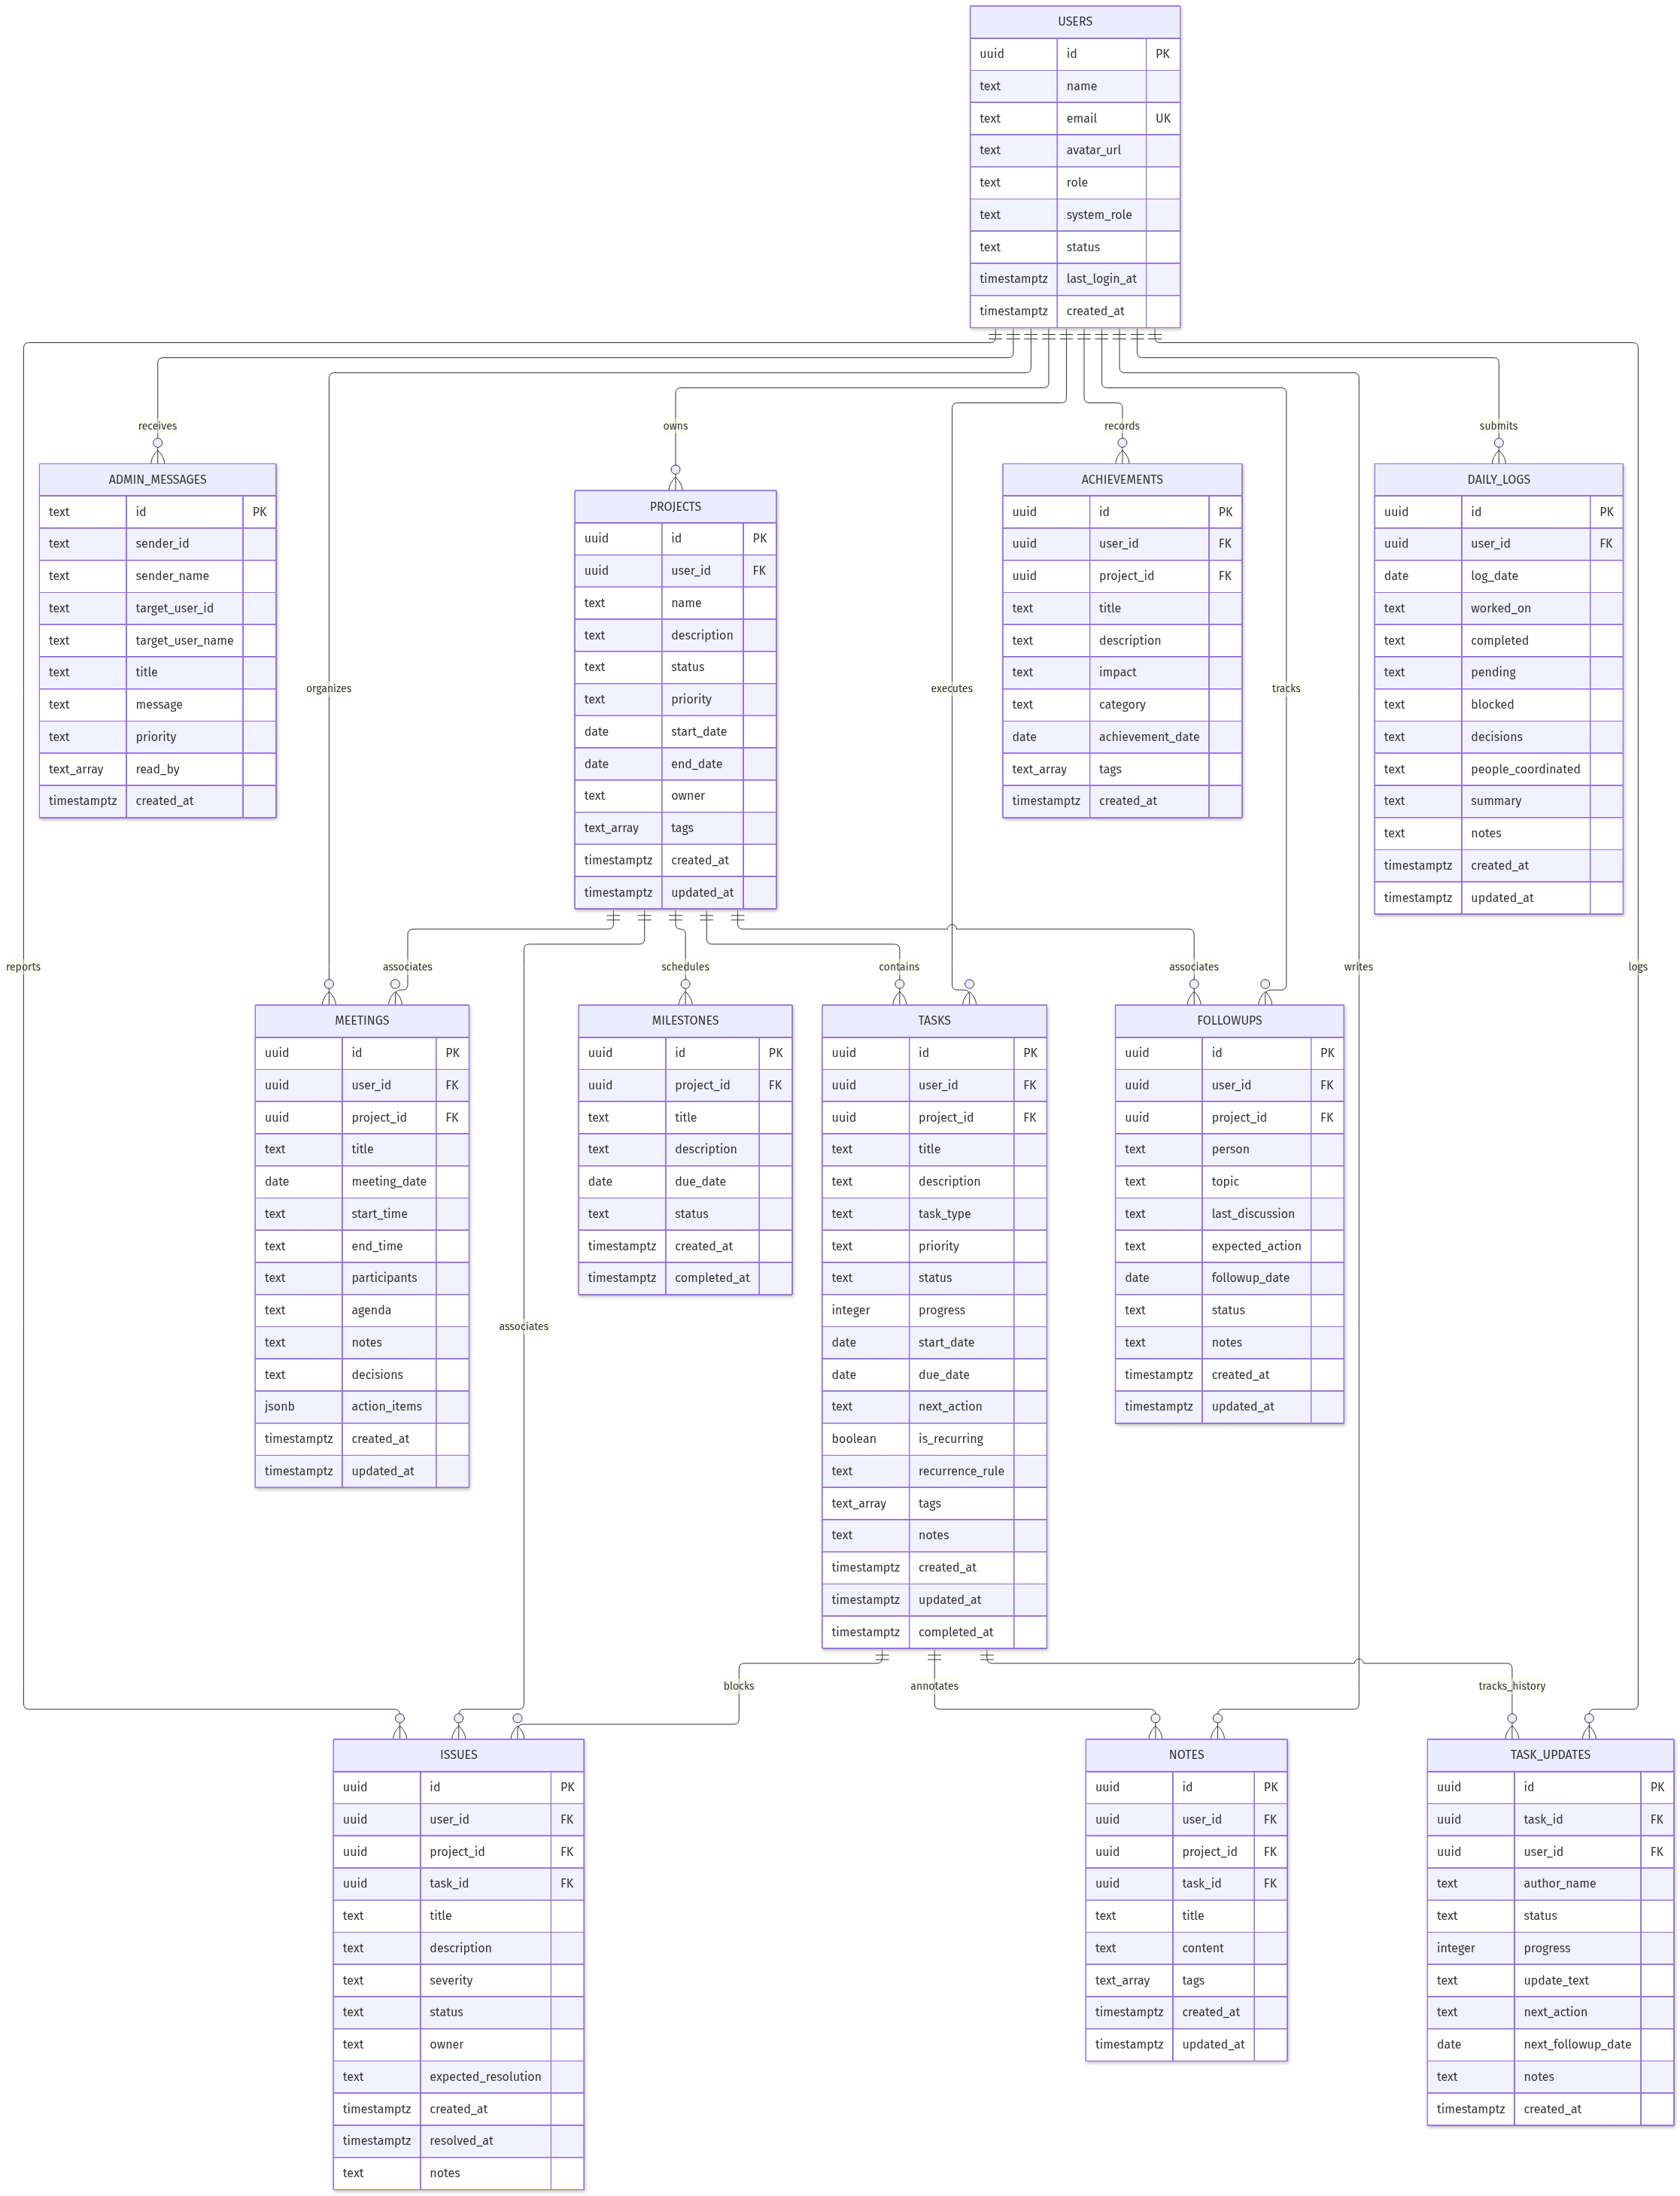 USERS
uuid id PK
text name
text email UK
text avatar_url
text role
text system_role
text status
timestamptz last_login_at
timestamptz created_at
receives
owns
records
submits
ADMIN_MESSAGES
text id PK
text sender_id
text sender_name
text target_user_id
text target_user_name
text title
text message
text priority
text_array read_by
timestamptz created_at
organizes
PROJECTS
uuid id PK
uuid user_id FK
text name
text description
text status
text priority
date start_date
date end_date
text owner
text_array tags
timestamptz created_at
timestamptz updated_at
executes
ACHIEVEMENTS
uuid id PK
uuid user_id FK
uuid project_id FK
text title
text description
text impact
text category
date achievement_date
text_array tags
timestamptz created_at
tracks
DAILY_LOGS
uuid id PK
uuid user_id FK
date log_date
text worked_on
text completed
text pending
text blocked
text decisions
text people_coordinated
text summary
text notes
timestamptz created_at
timestamptz updated_at
reports
associates
schedules
contains
associates
writes
logs
MEETINGS
uuid id PK
uuid user_id FK
uuid project_id FK
text title
date meeting_date
text start_time
text end_time
text participants
text agenda
text notes
text decisions
jsonb action_items
timestamptz created_at
timestamptz updated_at
associates
MILESTONES
uuid id PK
uuid project_id FK
text title
text description
date due_date
text status
timestamptz created_at
timestamptz completed_at
TASKS
uuid id PK
uuid user_id FK
uuid project_id FK
text title
text description
text task_type
text priority
text status
integer progress
date start_date
date due_date
text next_action
boolean is_recurring
text recurrence_rule
text_array tags
text notes
timestamptz created_at
timestamptz updated_at
timestamptz completed_at
FOLLOWUPS
uuid id PK
uuid user_id FK
uuid project_id FK
text person
text topic
text last_discussion
text expected_action
date followup_date
text status
text notes
timestamptz created_at
timestamptz updated_at
blocks
annotates
tracks_history
ISSUES
uuid id PK
uuid user_id FK
uuid project_id FK
uuid task_id FK
text title
text description
text severity
text status
text owner
text expected_resolution
timestamptz created_at
timestamptz resolved_at
text notes
NOTES
uuid id PK
uuid user_id FK
uuid project_id FK
uuid task_id FK
text title
text content
text_array tags
timestamptz created_at
timestamptz updated_at
TASK_UPDATES
uuid id PK
uuid task_id FK
uuid user_id FK
text author_name
text status
integer progress
text update_text
text next_action
date next_followup_date
text notes
timestamptz created_at